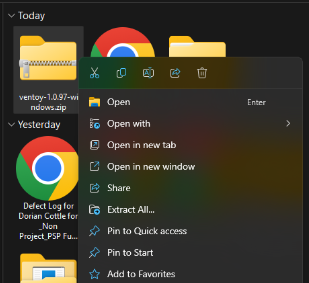 Today
ventoy-1.0.97-wi
ndows.zip
Open Enter
Open with
Open in new tab
Open in new window
Share
Extract All...
Pin to Quick access
Pin to Start
Add to Favorites
Yesterday
Defect Log for
Dorian Cottle for
_Non
Project_PSP Fu...